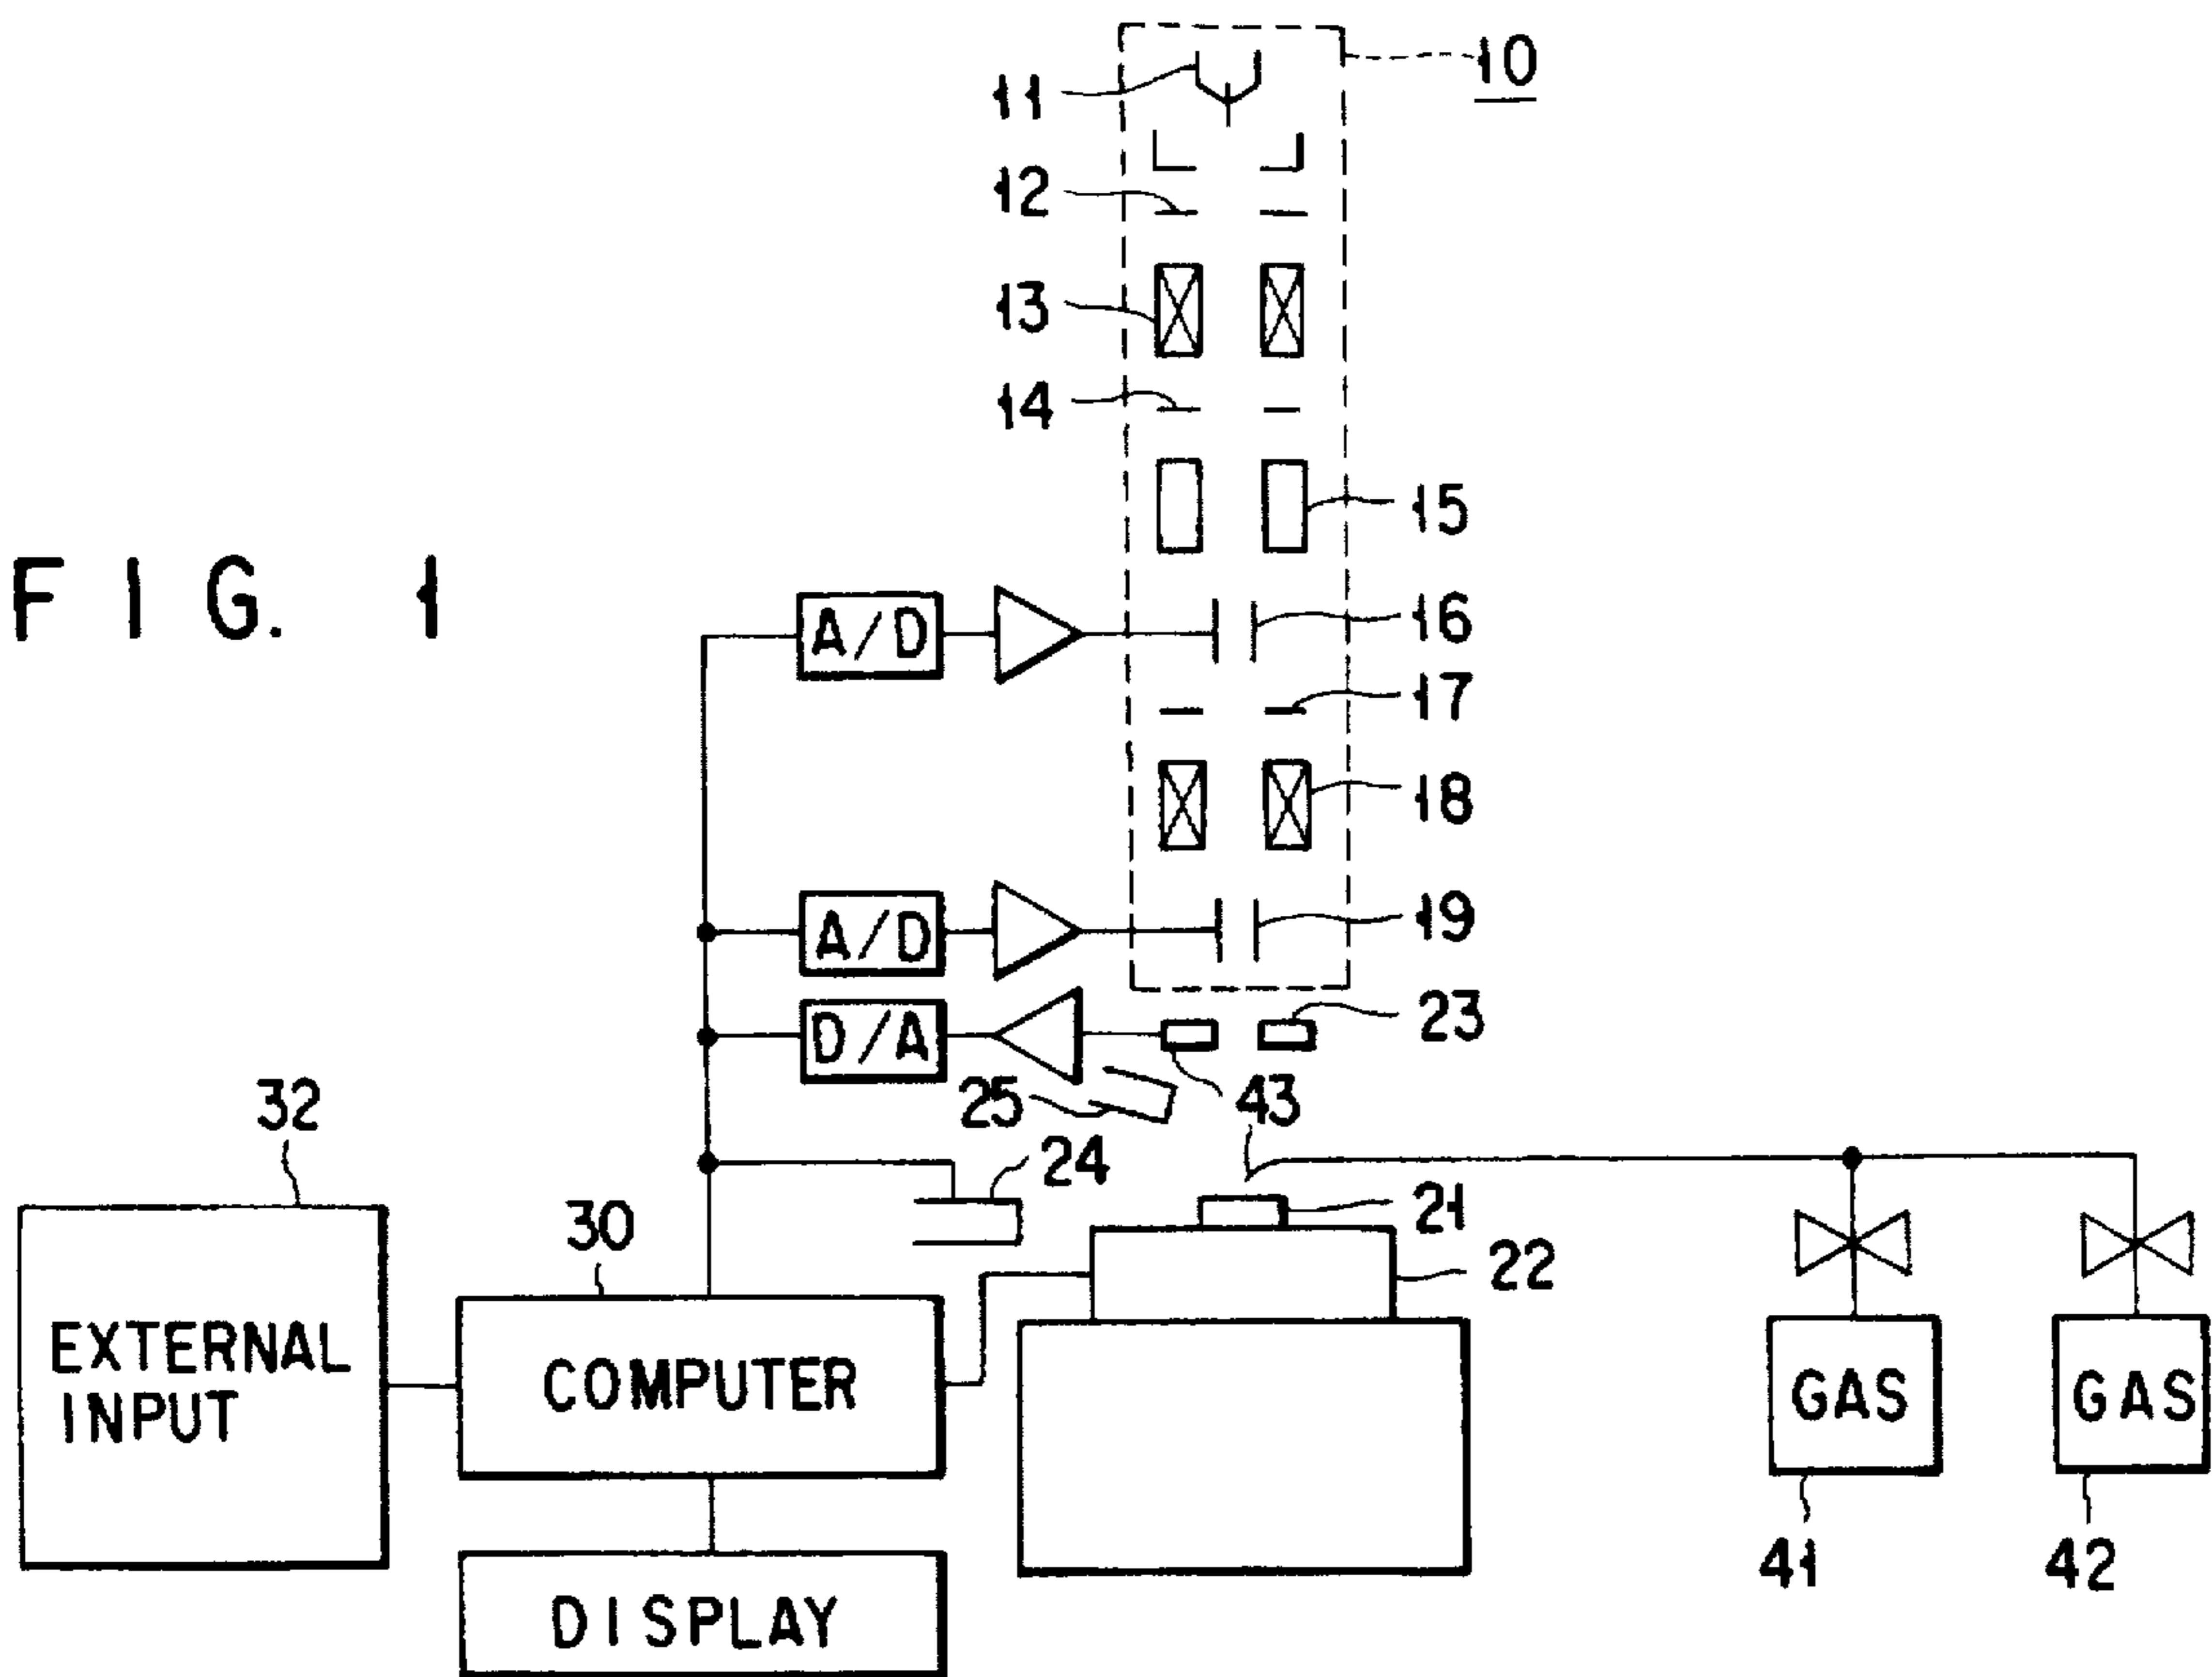 10
11
12
13
14
15
FIG. 1
A/D
16
17
18
A/D
19
D/A
23
25
43
32
24
21
30
22
EXTERNAL
INPUT
COMPUTER
GAS
GAS
41
42
DISPLAY